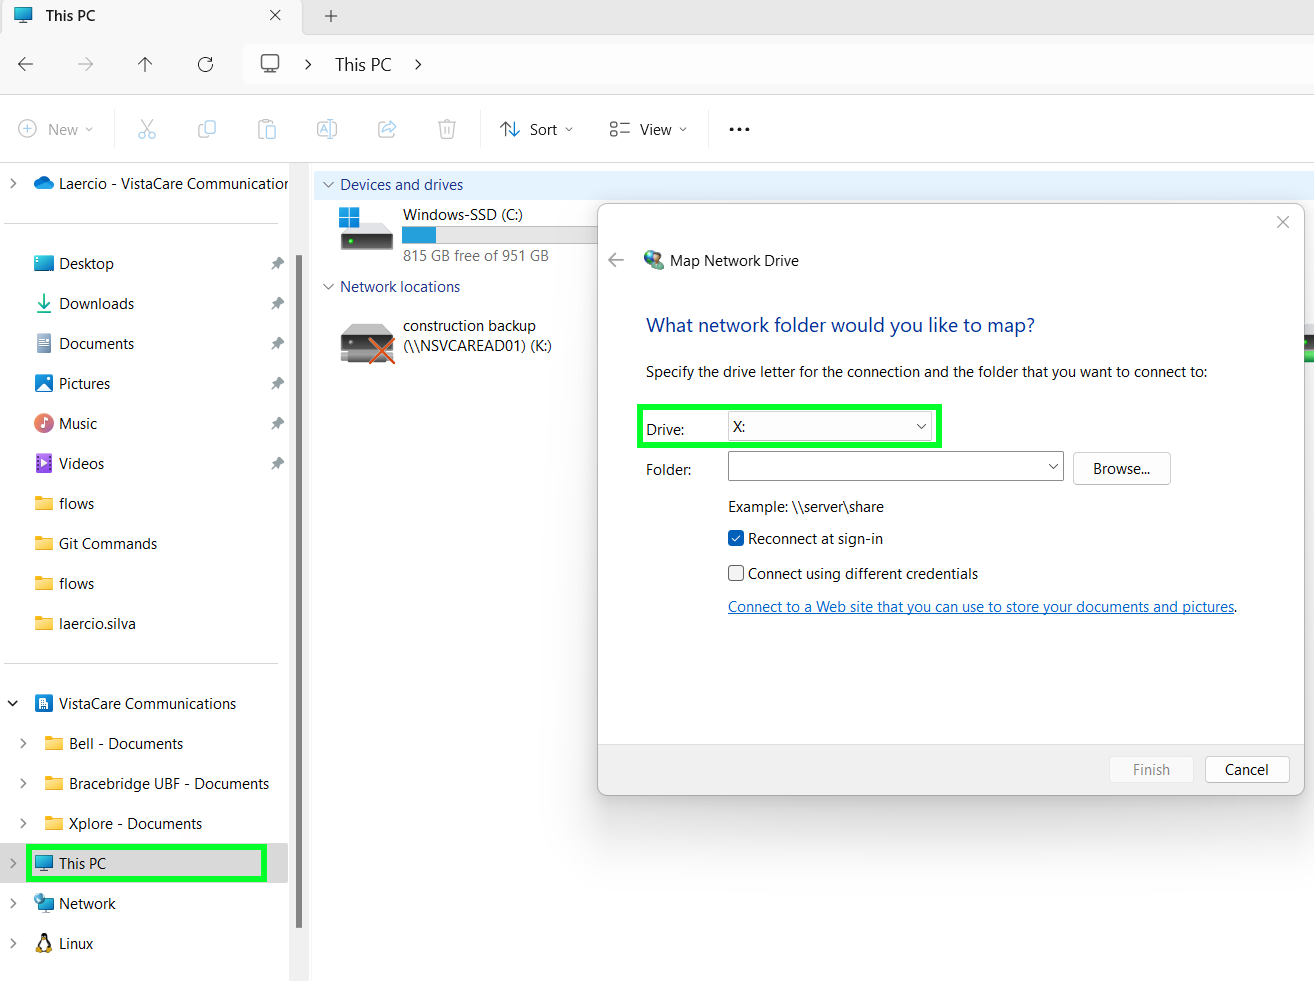 This PC
This PC
New
Sort
View
Laercio - VistaCare Communication
Desktop
Downloads
Documents
Pictures
Music
Videos
flows
Git Commands
flows
laercio.silva
VistaCare Communications
Bell - Documents
Bracebridge UBF - Documents
Xplore - Documents
This PC
Network
Linux
Devices and drives
Windows-SSD (C:)
815 GB free of 951 GB
Network locations
construction backup
(\\NSVCAREAD01) (K:)
Map Network Drive
What network folder would you like to map?
Specify the drive letter for the connection and the folder that you want to connect to:
Drive: X:
Folder: Browse...
Example: \\server\share
Reconnect at sign-in
Connect using different credentials
Connect to a Web site that you can use to store your documents and pictures.
Finish Cancel